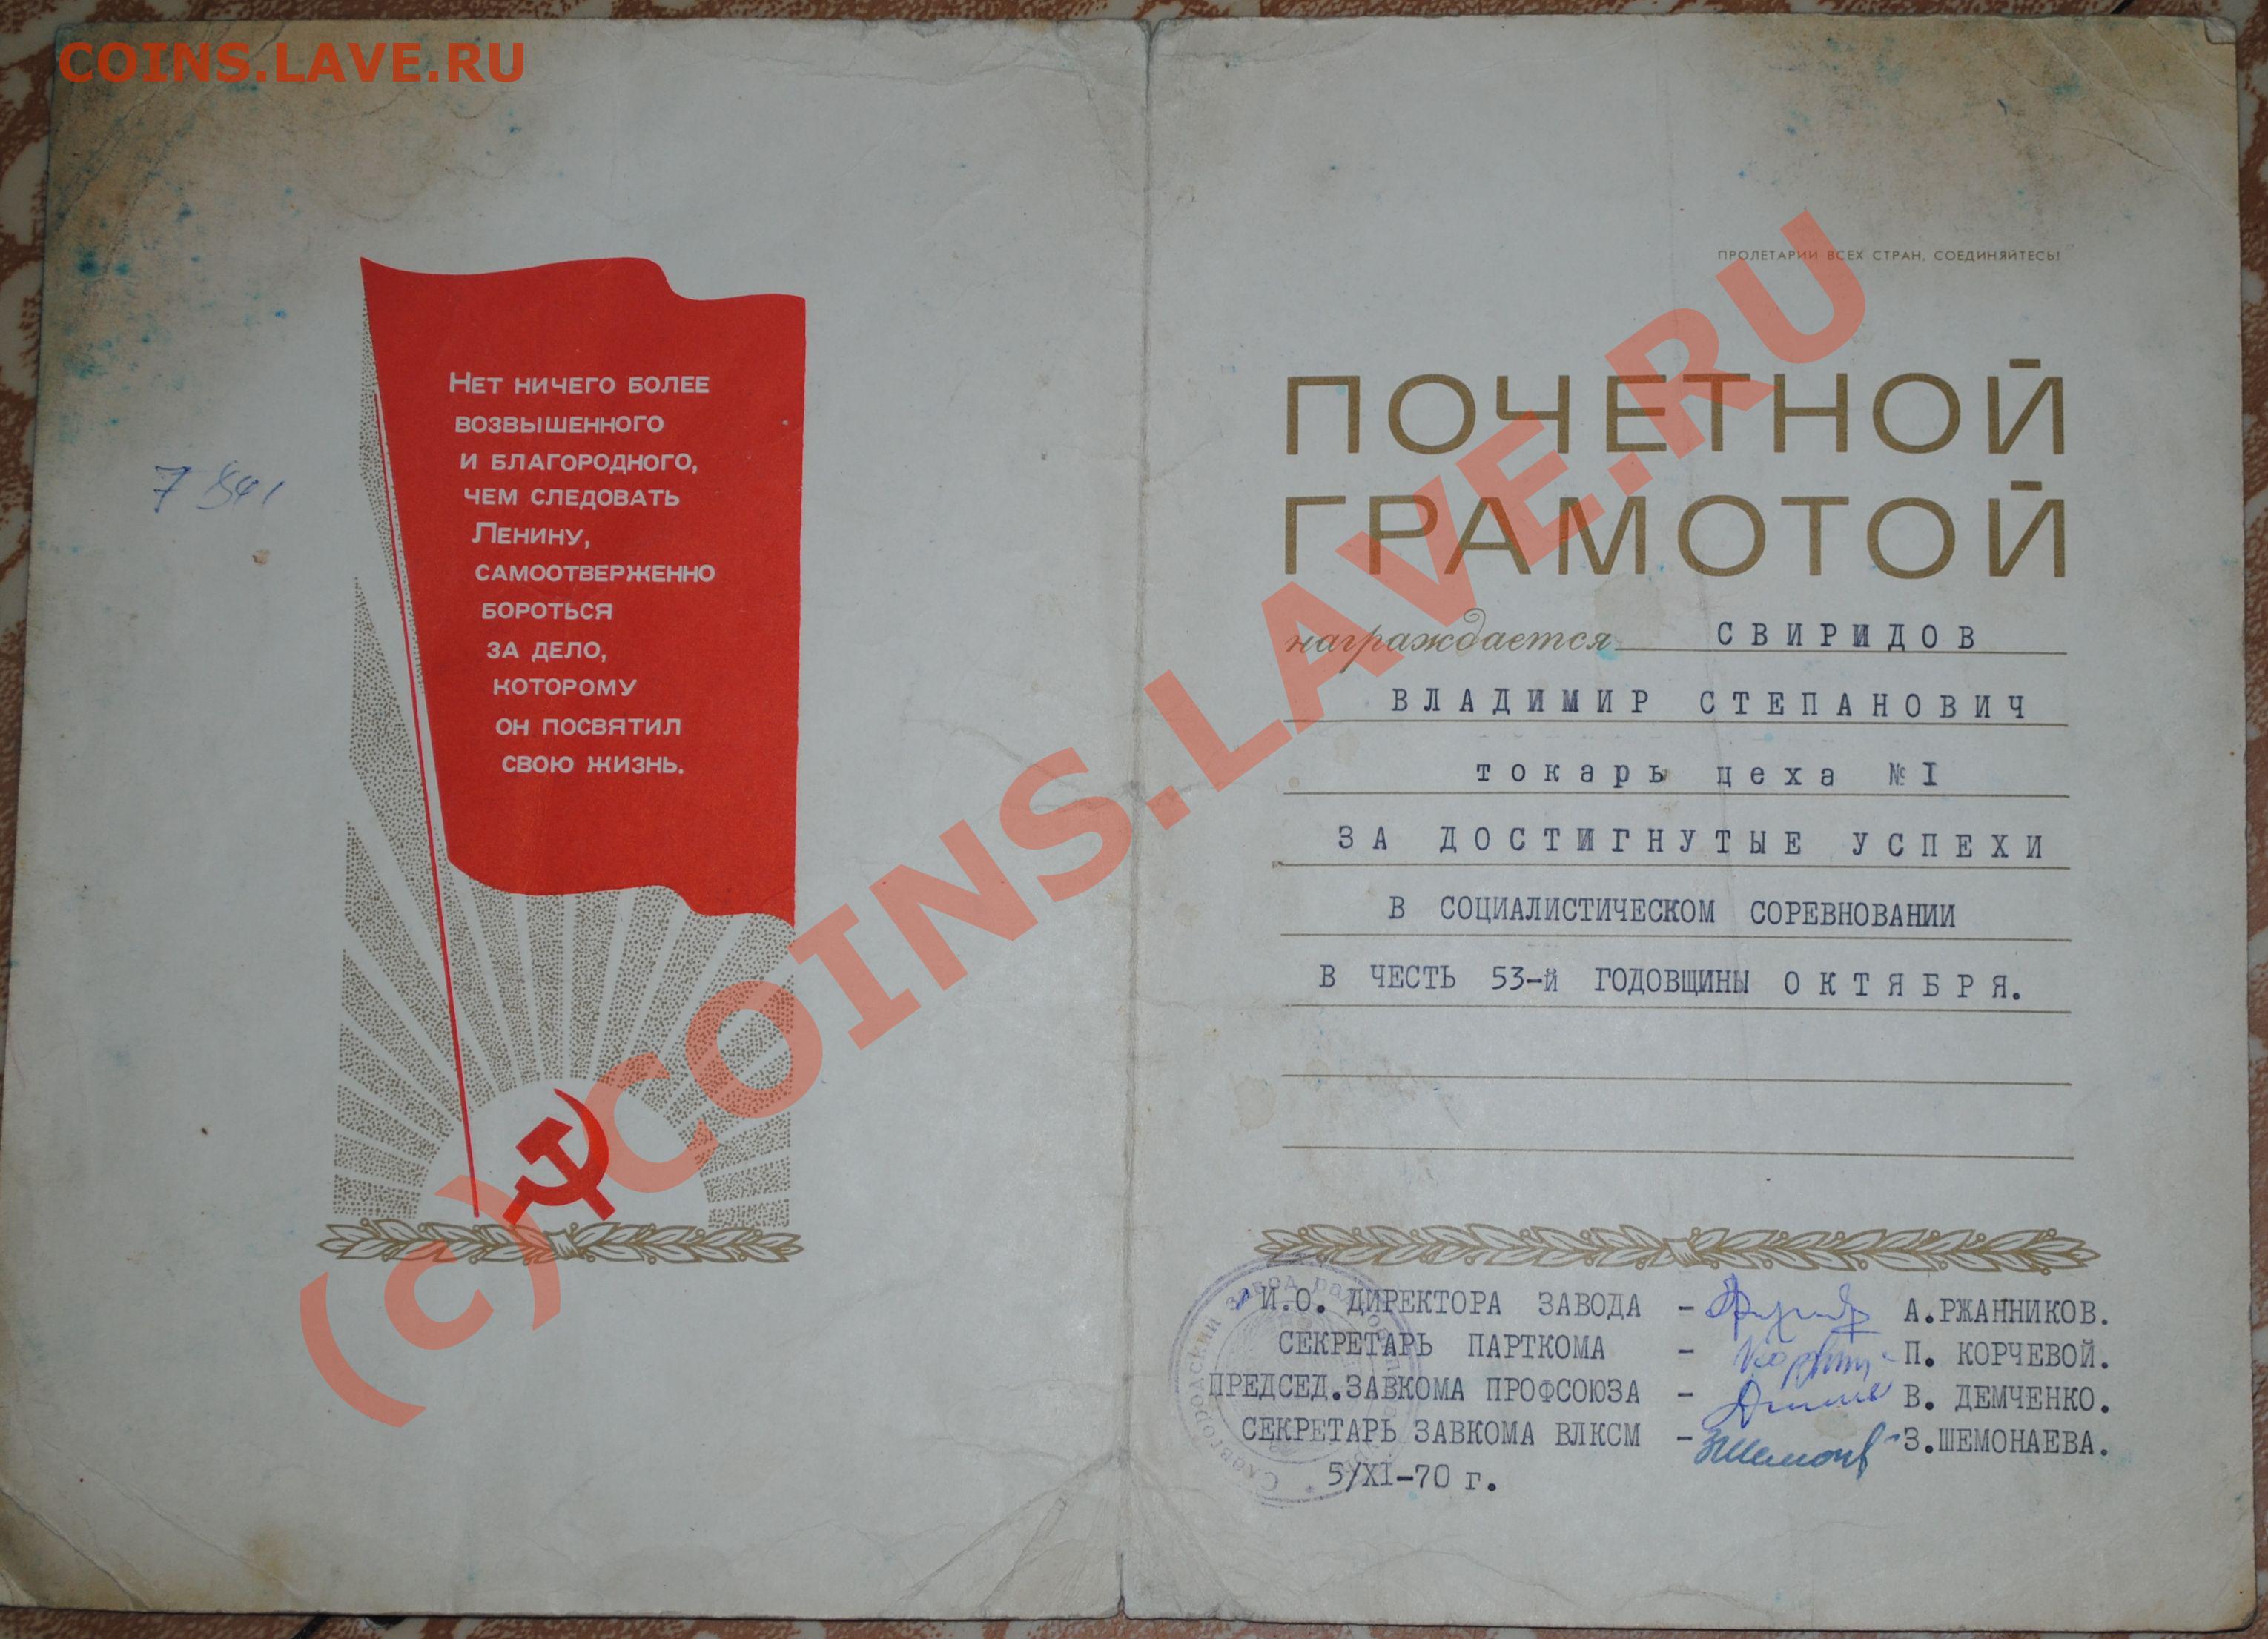 COINS.LAVE.RU
Нет ничего более
возвышенного
и благородного,
чем следовать
Ленину,
самоотверженно
бороться
за дело,
которому
он посвятил
свою жизнь.
ПРОЛЕТАРИИ ВСЕХ СТРАН, СОЕДИНЯЙТЕСЬ!
ПОЧЕТНОЙ
ГРАМОТОЙ
награждается СВИРИДОВ
ВЛАДИМИР СТЕПАНОВИЧ
токарь цеха №I
ЗА ДОСТИГНУТЫЕ УСПЕХИ
В СОЦИАЛИСТИЧЕСКОМ СОРЕВНОВАНИИ
В ЧЕСТЬ 53-й ГОДОВЩИНЫ ОКТЯБРЯ.
И.О. ДИРЕКТОРА ЗАВОДА - А.РЖАННИКОВ.
СЕКРЕТАРЬ ПАРТКОМА - П. КОРЧЕВОЙ.
ПРЕДСЕД.ЗАВКОМА ПРОФСОЮЗА - В. ДЕМЧЕНКО.
СЕКРЕТАРЬ ЗАВКОМА ВЛКСМ - З.ШЕМОНАЕВА.
5/XI-70 г.
Славгородский завод
(c) COINS.LAVE.RU